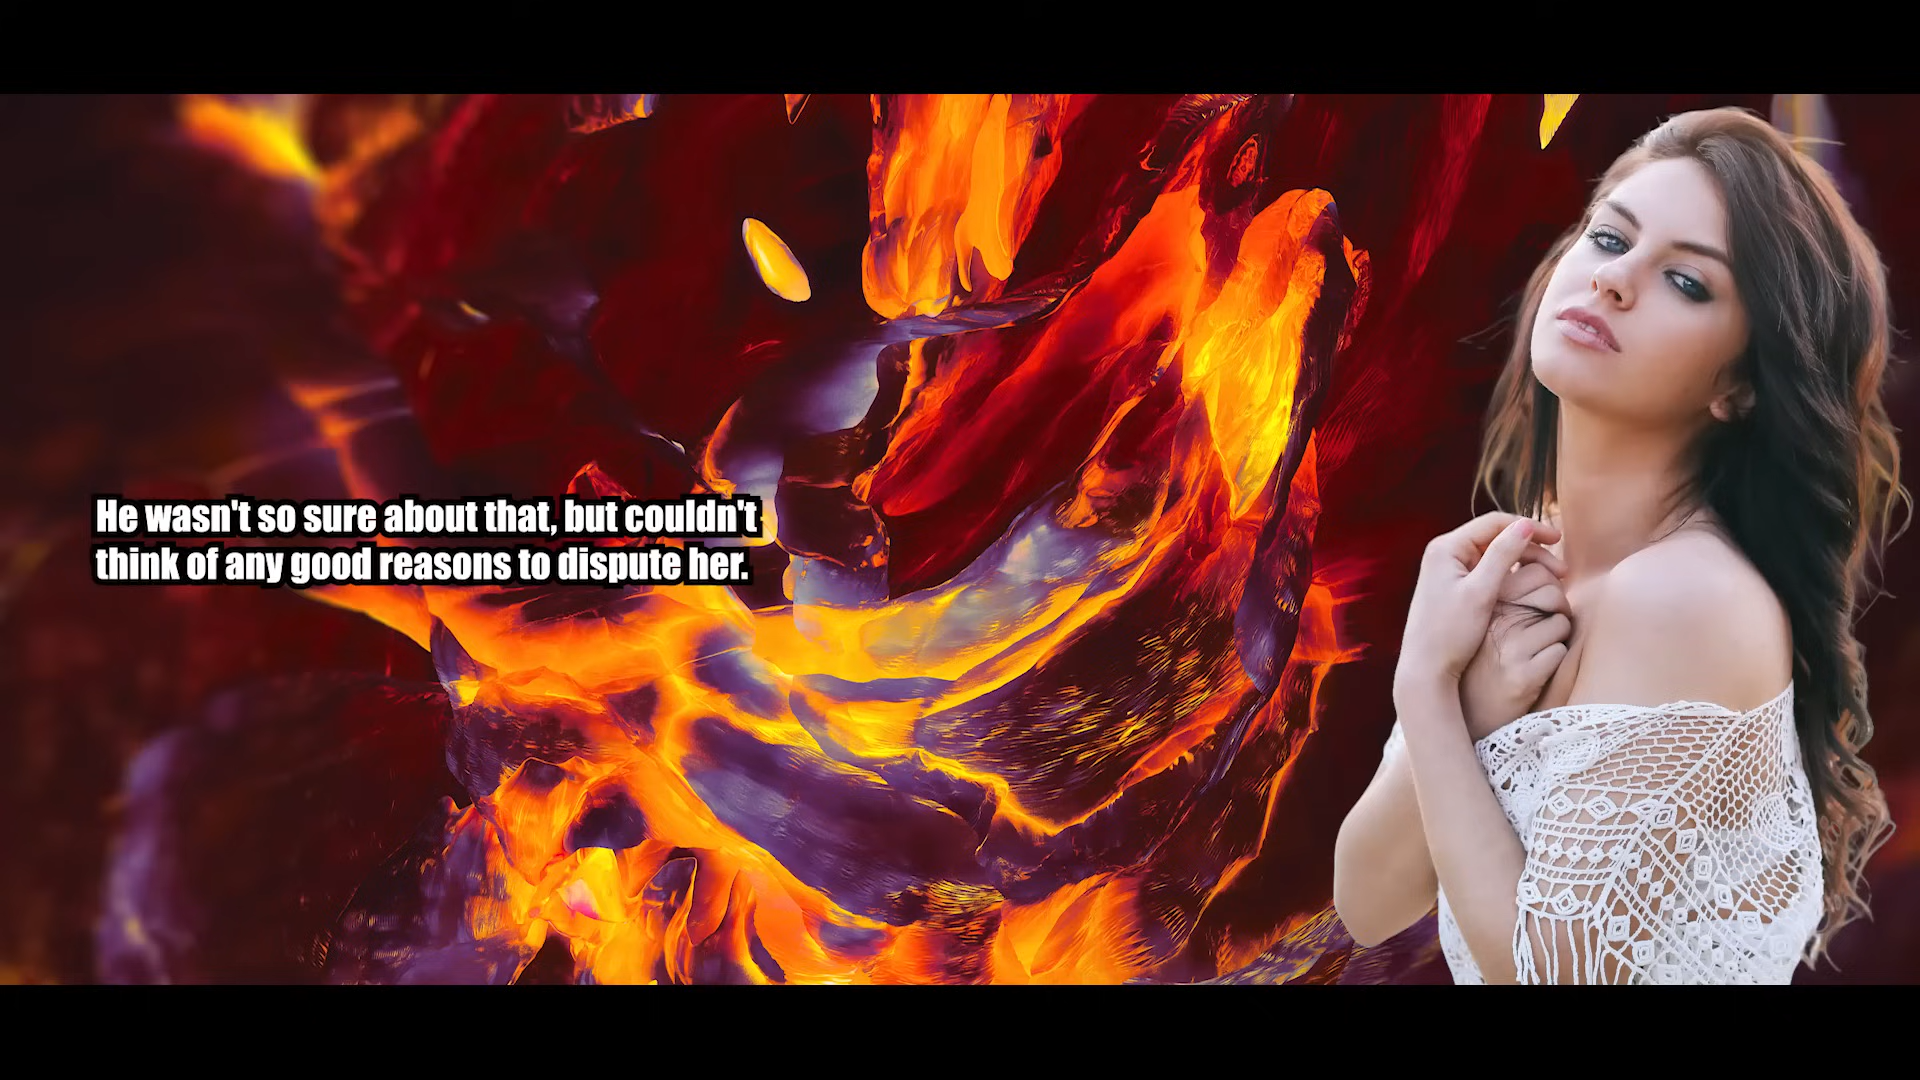 He wasn't so sure about that, but couldn't
think of any good reasons to dispute her.